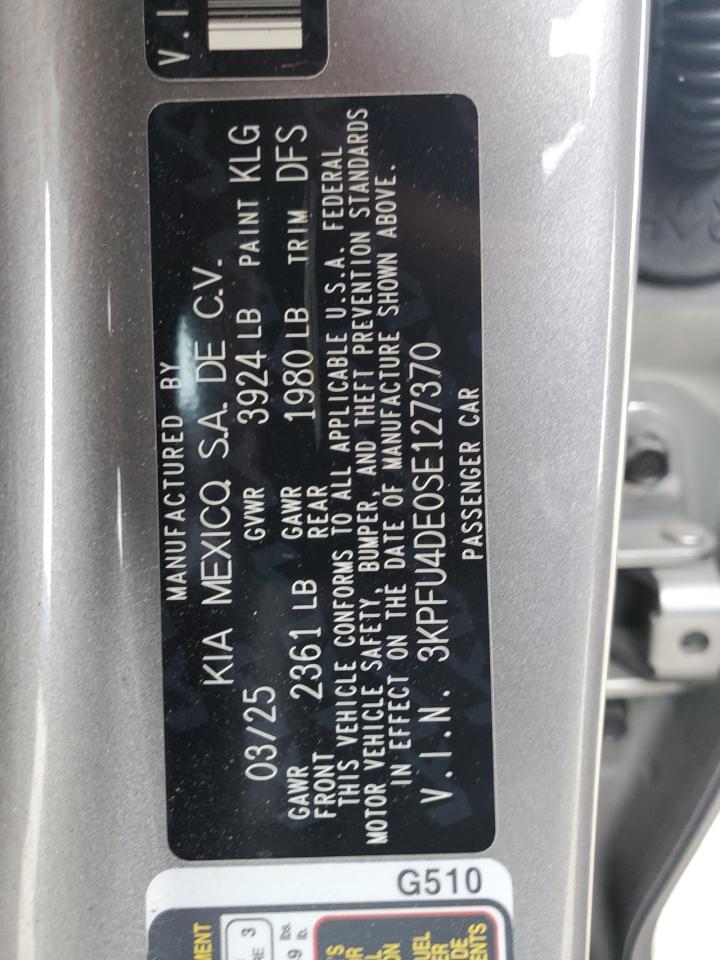 V.I
MANUFACTURED BY
KIA MEXICO, S.A. DE C.V.
03/25 GVWR 3924 LB PAINT KLG
GAWR FRONT 2361 LB GAWR REAR 1980 LB TRIM DFS
THIS VEHICLE CONFORMS TO ALL APPLICABLE U.S.A. FEDERAL
MOTOR VEHICLE SAFETY, BUMPER, AND THEFT PREVENTION STANDARDS
IN EFFECT ON THE DATE OF MANUFACTURE SHOWN ABOVE.
V.I.N. 3KPFU4DE0SE127370
PASSENGER CAR
G510
3
lbs.